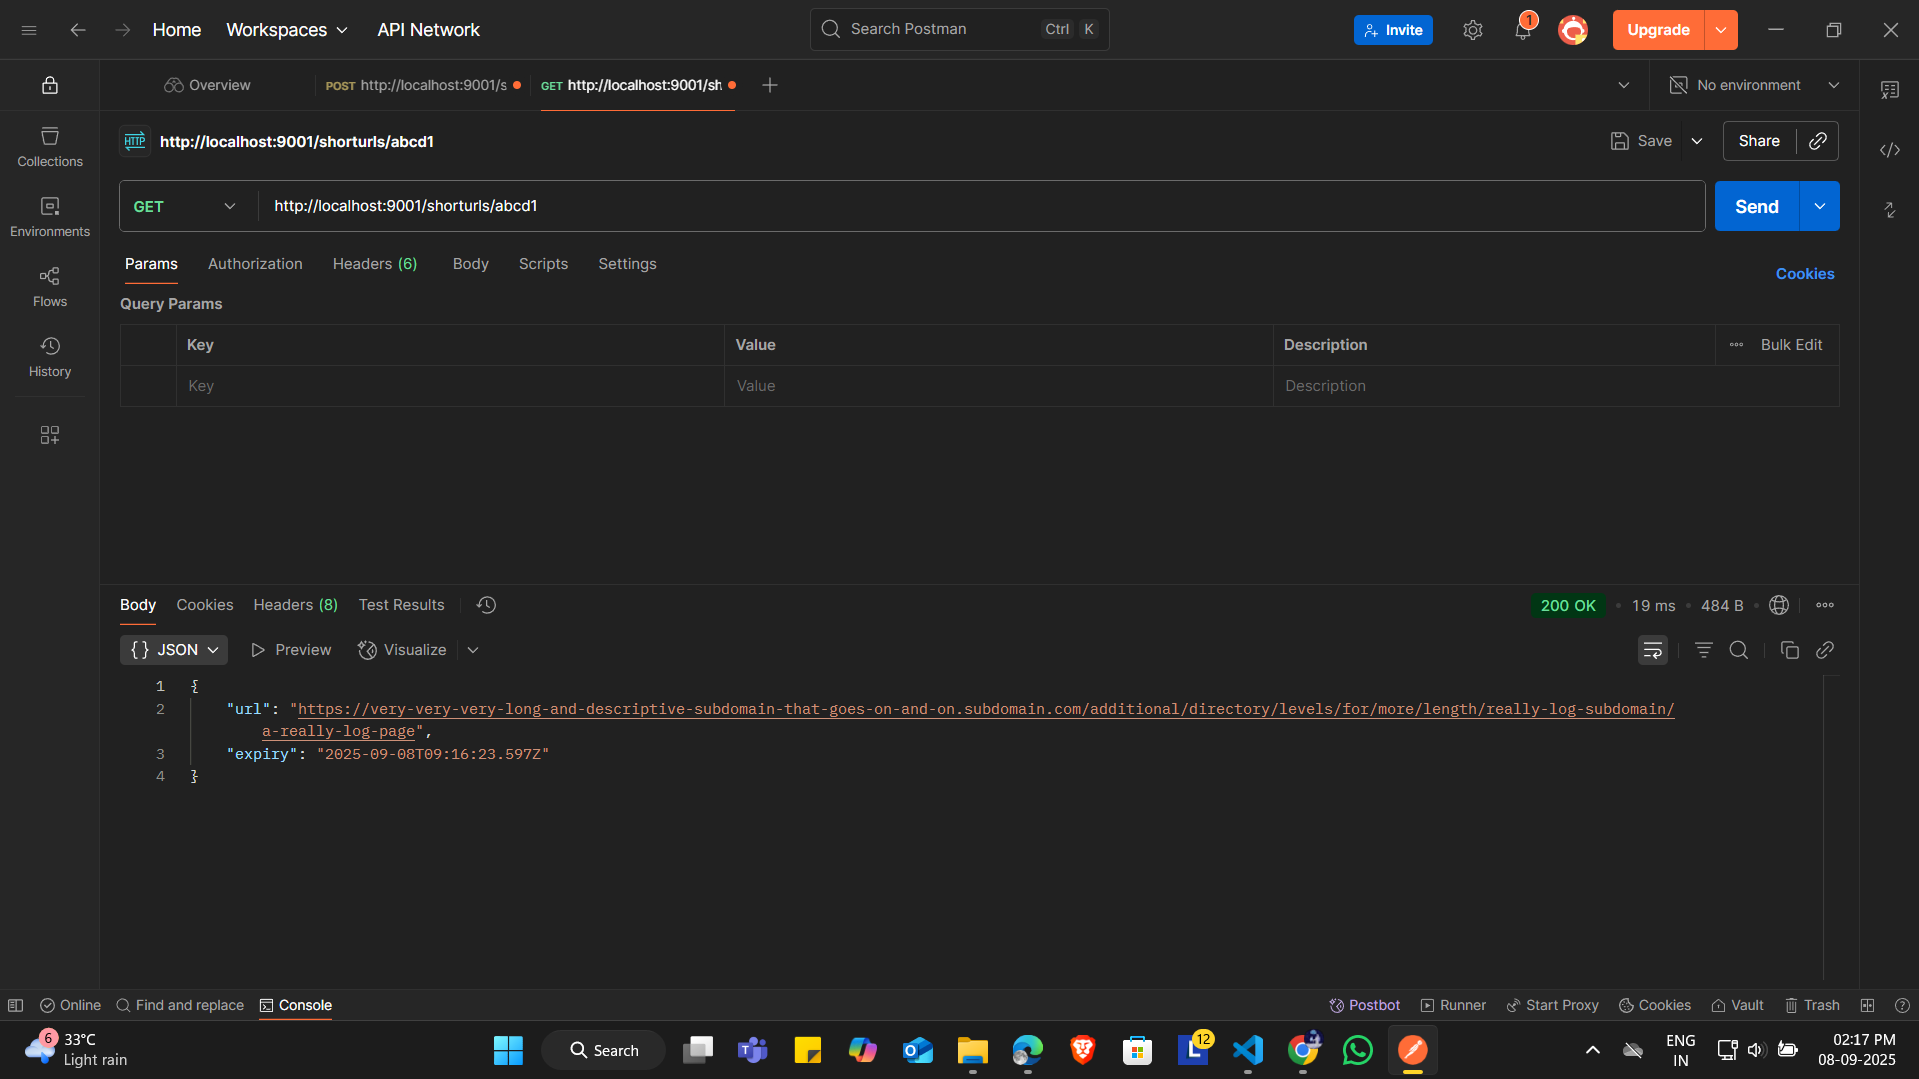 Home Workspaces API Network Search Postman Ctrl K Invite 1 Upgrade
Overview POST http://localhost:9001/s GET http://localhost:9001/sh No environment
HTTP http://localhost:9001/shorturls/abcd1 Save Share
Collections
GET http://localhost:9001/shorturls/abcd1 Send
Environments
Params Authorization Headers (6) Body Scripts Settings Cookies
Flows
Query Params
Key Value Description Bulk Edit
History
Key Value Description
Body Cookies Headers (8) Test Results 200 OK • 19 ms • 484 B •
{ } JSON Preview Visualize
1 {
2 "url": "https://very-very-very-long-and-descriptive-subdomain-that-goes-on-and-on.subdomain.com/additional/directory/levels/for/more/length/really-log-subdomain/
a-really-log-page",
3 "expiry": "2025-09-08T09:16:23.597Z"
4 }
Online Find and replace Console Postbot Runner Start Proxy Cookies Vault Trash
6 33°C
Light rain
Search
12
ENG
IN
02:17 PM
08-09-2025